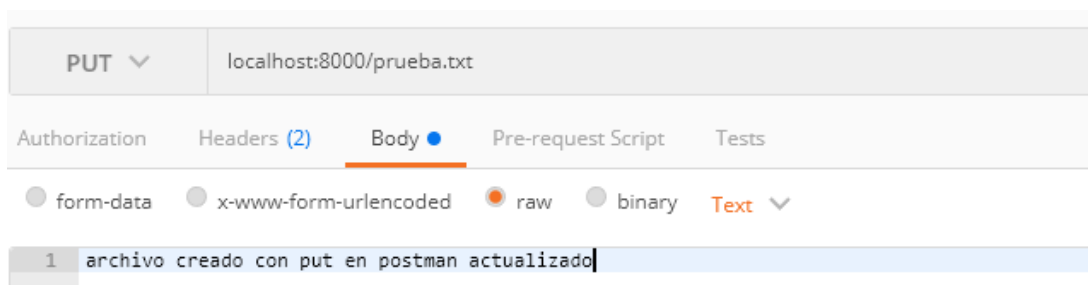 PUT localhost:8000/prueba.txt
Authorization Headers (2) Body Pre-request Script Tests
form-data x-www-form-urlencoded raw binary Text
1 archivo creado con put en postman actualizado